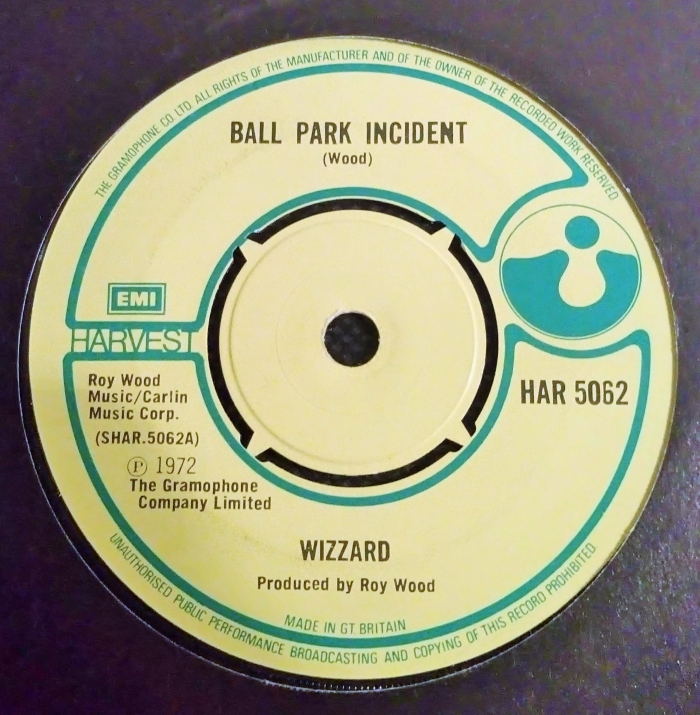 THE GRAMOPHONE CO LTD. ALL RIGHTS OF THE MANUFACTURER AND OF THE OWNER OF THE RECORDED WORK RESERVED
BALL PARK INCIDENT
(Wood)
EMI
HARVEST
Roy Wood
Music/Carlin
Music Corp.
(SHAR.5062A)
Ⓟ 1972
The Gramophone
Company Limited
HAR 5062
WIZZARD
Produced by Roy Wood
MADE IN GT BRITAIN
UNAUTHORISED PUBLIC PERFORMANCE BROADCASTING AND COPYING OF THIS RECORD PROHIBITED